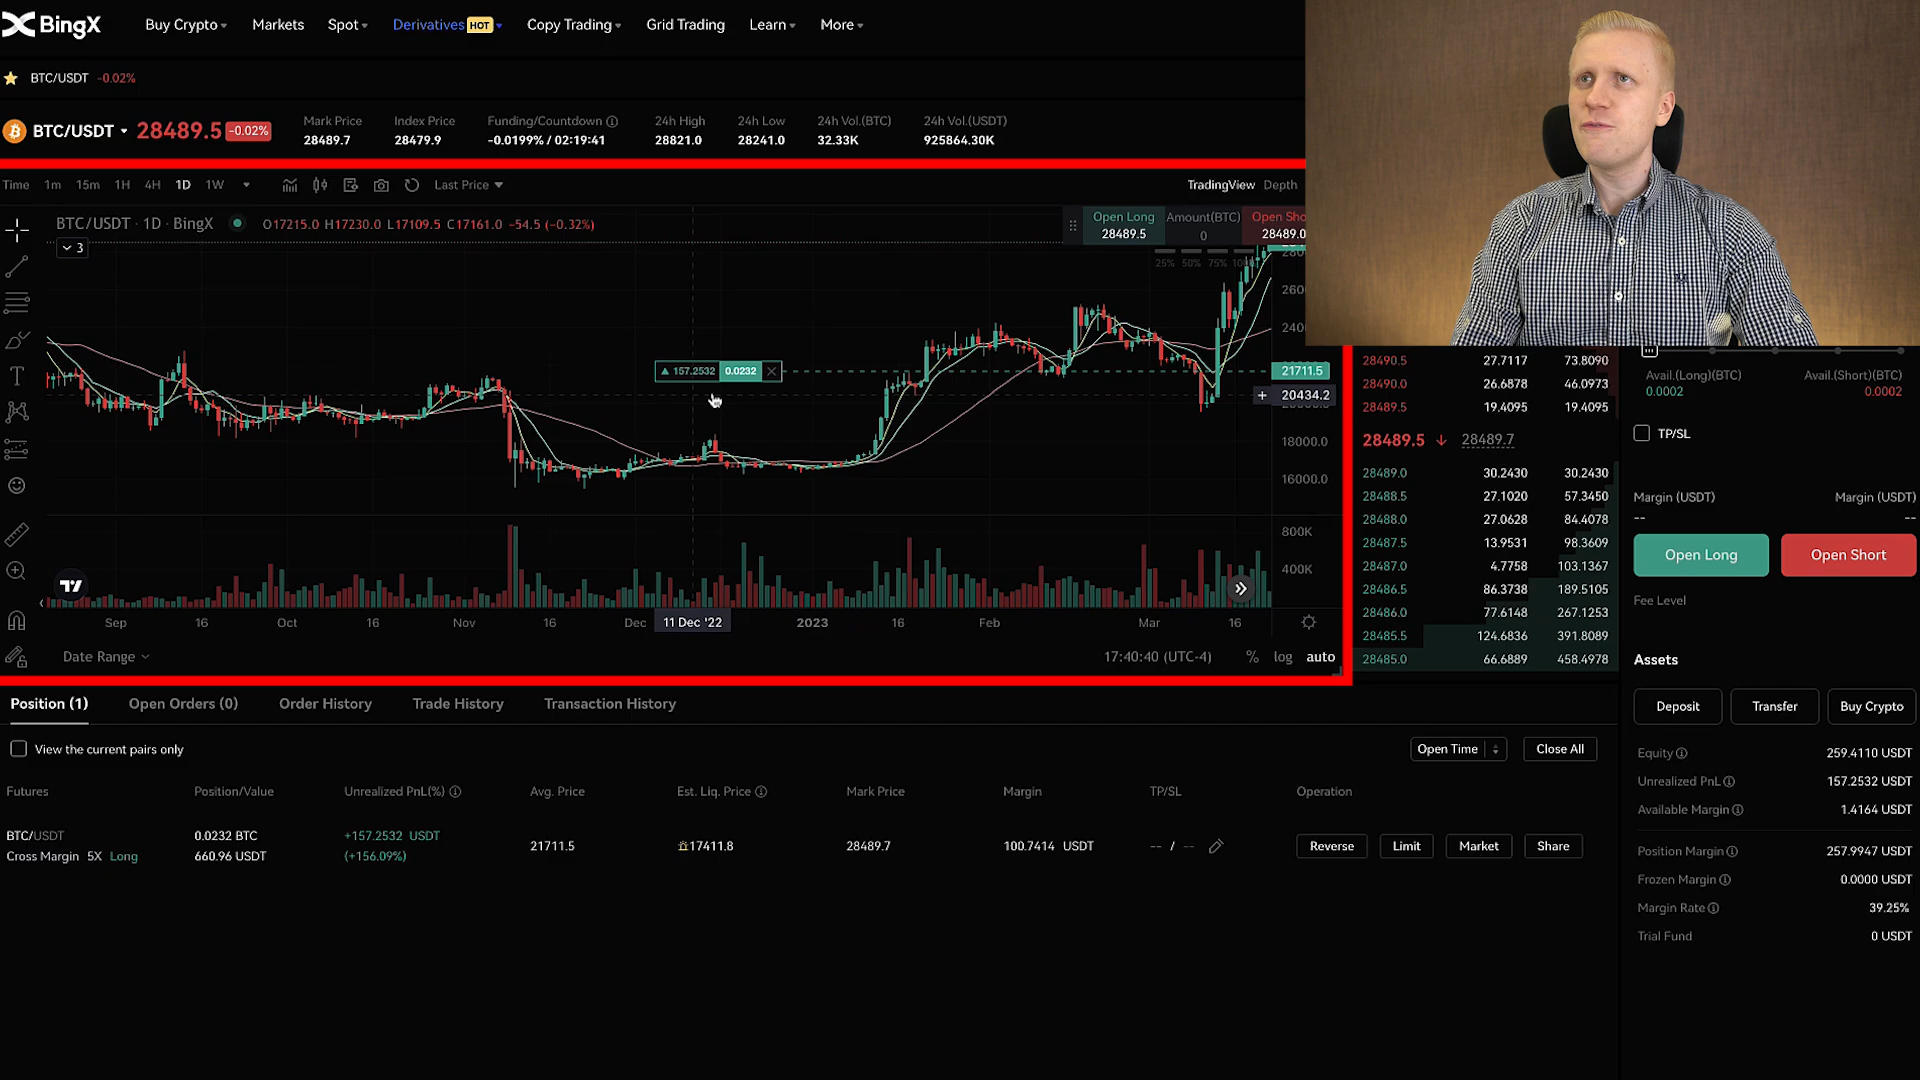 BingX
Buy Crypto Markets Spot Derivatives HOT Copy Trading Grid Trading Learn More
BTC/USDT -0.02%
BTC/USDT 28489.5 -0.02%
Mark Price Index Price Funding/Countdown 24h High 24h Low 24h Vol.(BTC) 24h Vol.(USDT)
28489.7 28479.9 -0.0199% / 02:19:41 28821.0 28241.0 32.33K 925864.30K
Time 1m 15m 1H 4H 1D 1W Last Price TradingView Depth
BTC/USDT · 1D · BingX O17215.0 H17230.0 L17109.5 C17161.0 -54.5 (-0.32%)
3
Open Long Amount(BTC)
28489.5 0 28489.0
25% 50% 75%
157.2532 0.0232
21711.5
20434.2
18000.0
16000.0
800K
400K
Sep 16 Oct 16 Nov 16 Dec 11 Dec '22 2023 16 Feb Mar 16
Date Range 17:40:40 (UTC-4) % log auto
28490.5 27.7117 73.8090
28490.0 26.6878 46.0973
28489.5 19.4095 19.4095
28489.5 28489.7
28489.0 30.2430 30.2430
28488.5 27.1020 57.3450
28488.0 27.0628 84.4078
28487.5 13.9531 98.3609
28487.0 4.7758 103.1367
28486.5 86.3738 189.5105
28486.0 77.6148 267.1253
28485.5 124.6836 391.8089
28485.0 66.6889 458.4978
Avail.(Long)(BTC) Avail.(Short)(BTC)
0.0002 0.0002
TP/SL
Margin (USDT) Margin (USDT)
-- --
Open Long Open Short
Fee Level
Assets
Deposit Transfer Buy Crypto
Equity 259.4110 USDT
Unrealized PnL 157.2532 USDT
Available Margin 1.4164 USDT
Position Margin 257.9947 USDT
Frozen Margin 0.0000 USDT
Margin Rate 39.25%
Trial Fund 0 USDT
Position (1) Open Orders (0) Order History Trade History Transaction History
View the current pairs only Open Time Close All
Futures Position/Value Unrealized PnL(%) Avg. Price Est. Liq. Price Mark Price Margin TP/SL Operation
BTC/USDT 0.0232 BTC +157.2532 USDT
21711.5 17411.8 28489.7 100.7414 USDT -- / -- Reverse Limit Market Share
Cross Margin 5X Long 660.96 USDT (+156.09%)